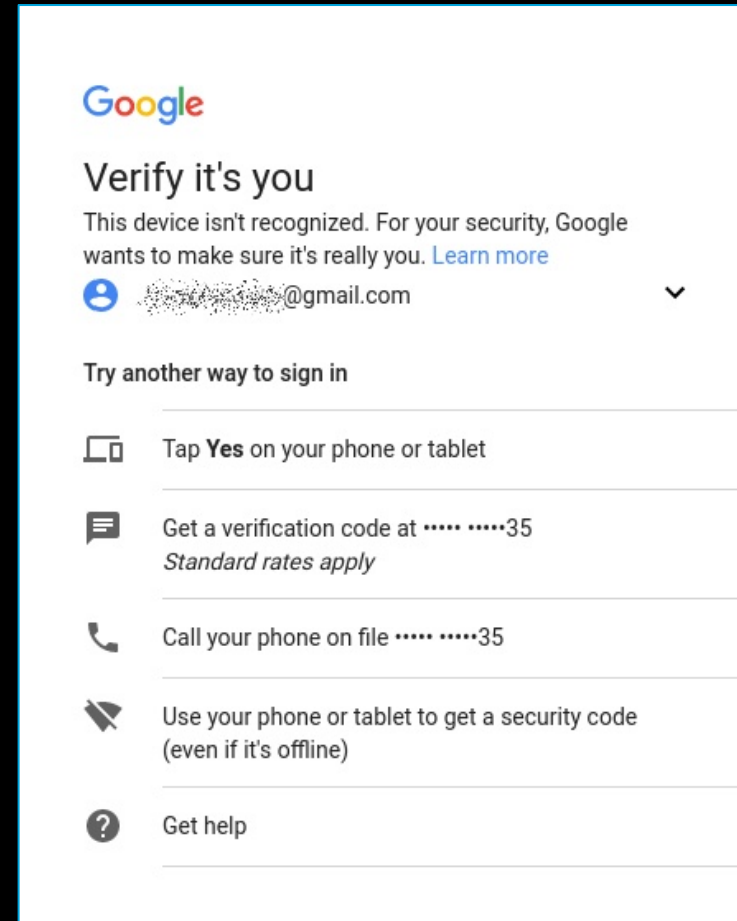 Google
Verify it's you
This device isn't recognized. For your security, Google
wants to make sure it's really you. Learn more
@gmail.com
Try another way to sign in
Tap Yes on your phone or tablet
Get a verification code at ••••• •••••35
Standard rates apply
Call your phone on file ••••• •••••35
Use your phone or tablet to get a security code
(even if it's offline)
Get help